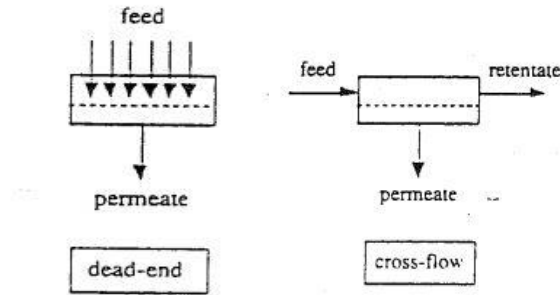 feed
permeate
dead-end
feed
retentate
permeate
cross-flow